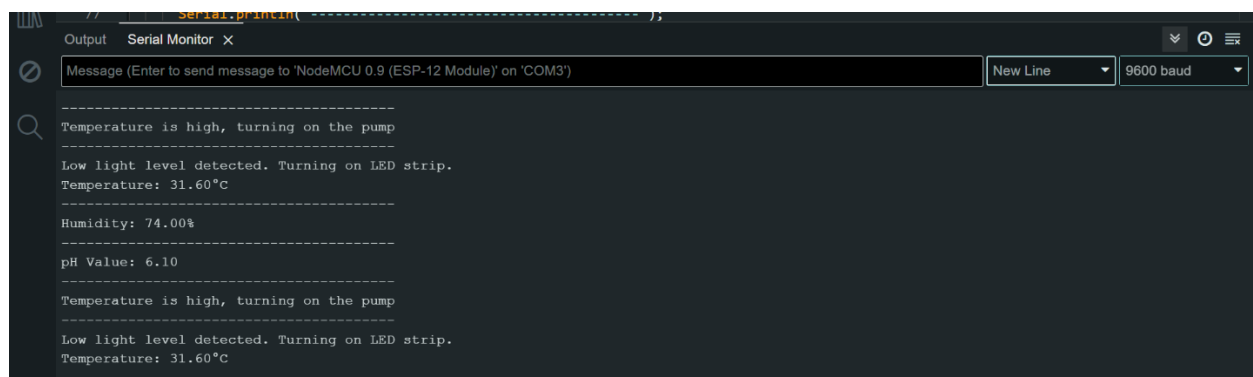 77 Serial.println("----------------------------------------");
Output Serial Monitor X
Message (Enter to send message to 'NodeMCU 0.9 (ESP-12 Module)' on 'COM3')
New Line
9600 baud
----------------------------------------
Temperature is high, turning on the pump
----------------------------------------
Low light level detected. Turning on LED strip.
Temperature: 31.60°C
----------------------------------------
Humidity: 74.00%
----------------------------------------
pH Value: 6.10
----------------------------------------
Temperature is high, turning on the pump
----------------------------------------
Low light level detected. Turning on LED strip.
Temperature: 31.60°C